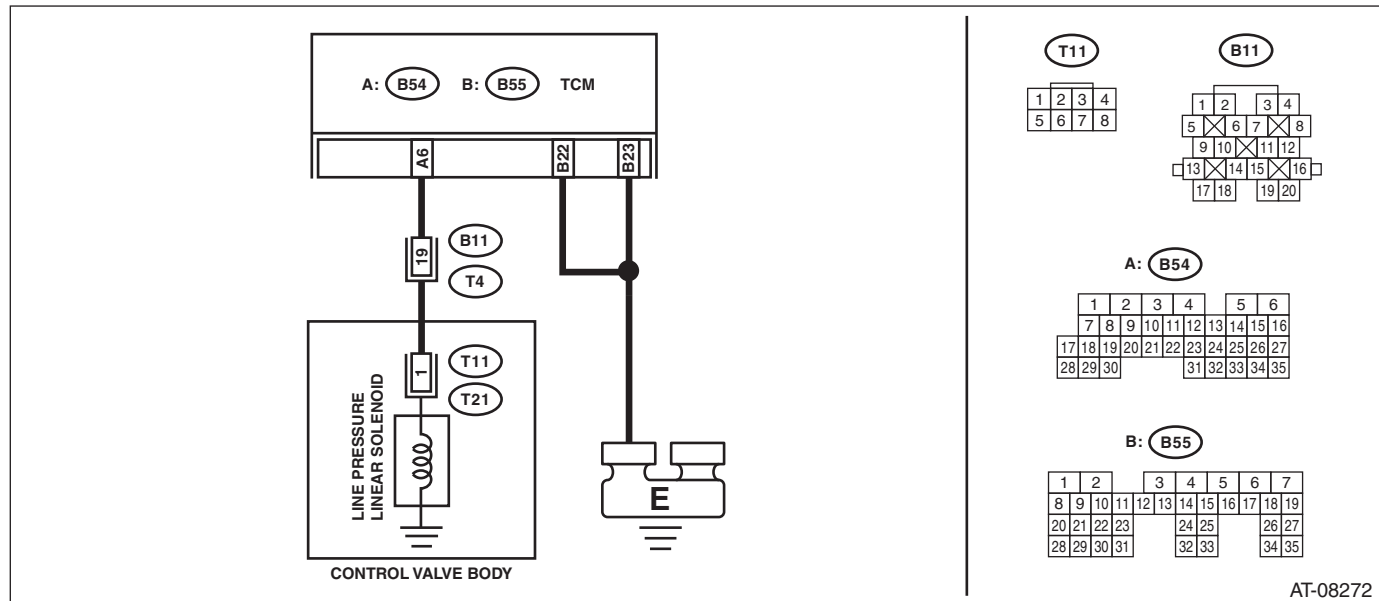 A: B54 B: B55 TCM
A6
B22
B23
19
B11
T4
1
T11
T21
LINE PRESSURE
LINEAR SOLENOID
E
CONTROL VALVE BODY
T11
1 2 3 4
5 6 7 8
B11
1 2 3 4
5 6 7 8
9 10 11 12
13 14 15 16
17 18 19 20
A: B54
1 2 3 4 5 6
7 8 9 10 11 12 13 14 15 16
17 18 19 20 21 22 23 24 25 26 27
28 29 30 31 32 33 34 35
B: B55
1 2 3 4 5 6 7
8 9 10 11 12 13 14 15 16 17 18 19
20 21 22 23 24 25 26 27
28 29 30 31 32 33 34 35
AT-08272